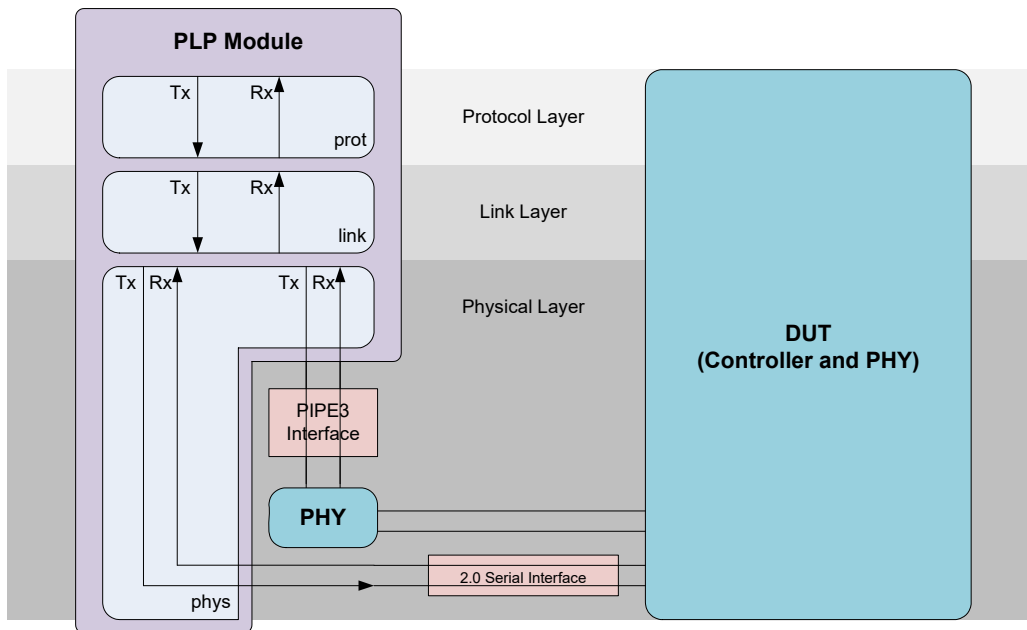 PLP Module
Tx Rx
prot
Protocol Layer
Tx Rx
link
Link Layer
Tx Rx Tx Rx
Physical Layer
DUT
(Controller and PHY)
PIPE3
Interface
PHY
2.0 Serial Interface
phys